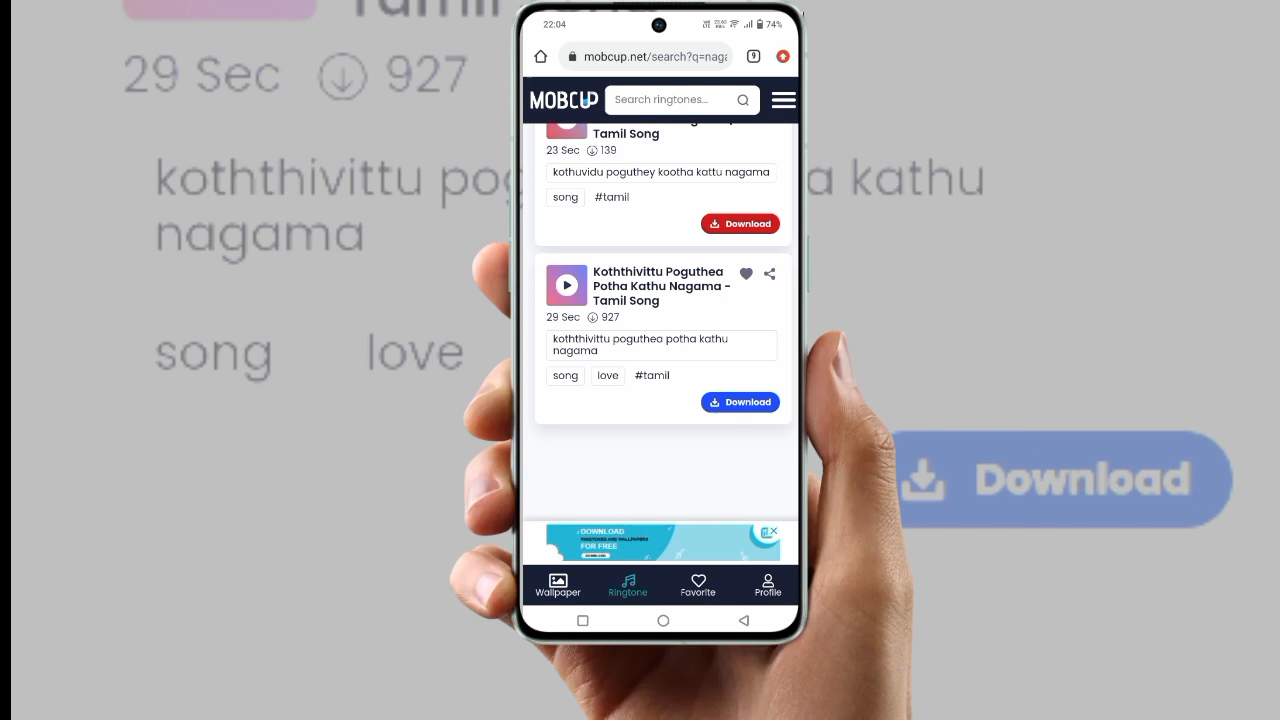 Tamil Song
29 Sec 927
koththivittu pog a kathu
nagama
song love
Download
22:04 74%
9
mobcup.net/search?q=naga
MOBCUP Search ringtones...
Tamil Song
23 Sec 139
kothuvidu poguthey kootha kattu nagama
song #tamil
Download
Koththivittu Poguthea
Potha Kathu Nagama -
Tamil Song
29 Sec 927
koththivittu poguthea potha kathu
nagama
song love #tamil
Download
DOWNLOAD
RINGTONES AND WALLPAPERS
FOR FREE
Wallpaper Ringtone Favorite Profile